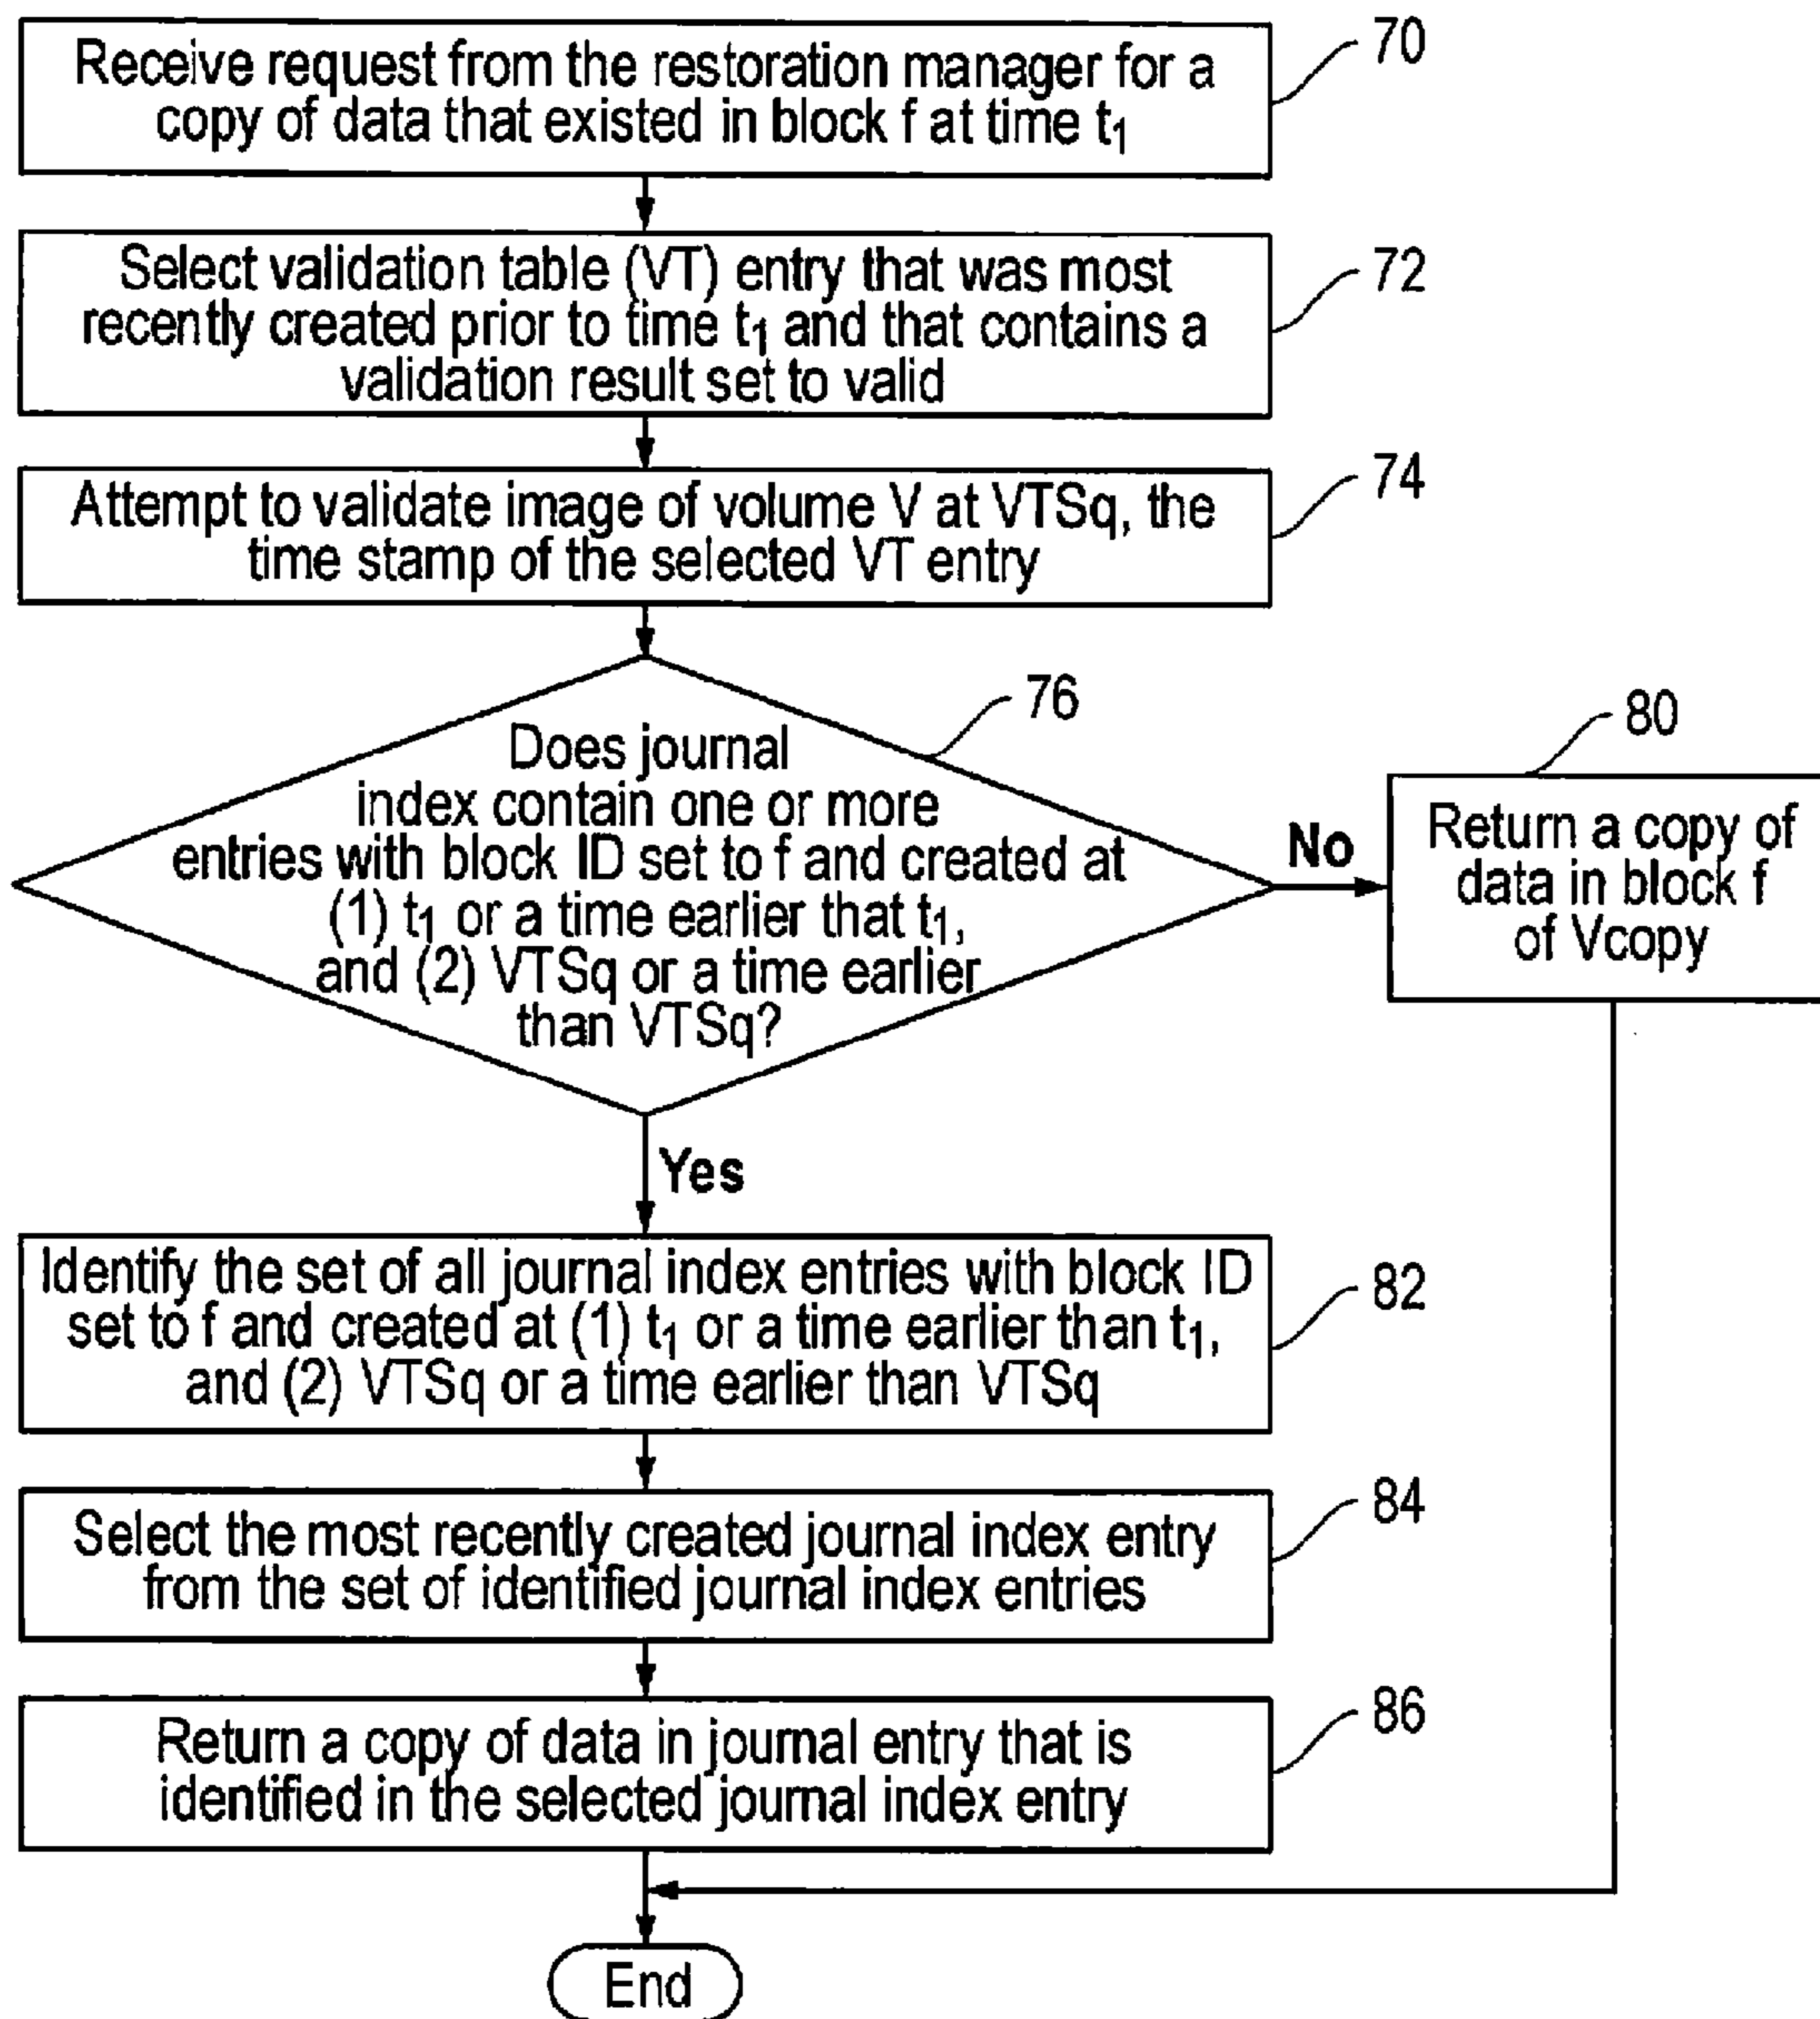 Receive request from the restoration manager for a
copy of data that existed in block f at time t₁
70
Select validation table (VT) entry that was most
recently created prior to time t₁ and that contains a
validation result set to valid
72
Attempt to validate image of volume V at VTSq, the
time stamp of the selected VT entry
74
76
Does journal
index contain one or more
entries with block ID set to f and created at
(1) t₁ or a time earlier that t₁,
and (2) VTSq or a time earlier
than VTSq?
No
80
Return a copy of
data in block f
of Vcopy
Yes
Identify the set of all journal index entries with block ID
set to f and created at (1) t₁ or a time earlier than t₁,
and (2) VTSq or a time earlier than VTSq
82
Select the most recently created journal index entry
from the set of identified journal index entries
84
Return a copy of data in journal entry that is
identified in the selected journal index entry
86
End